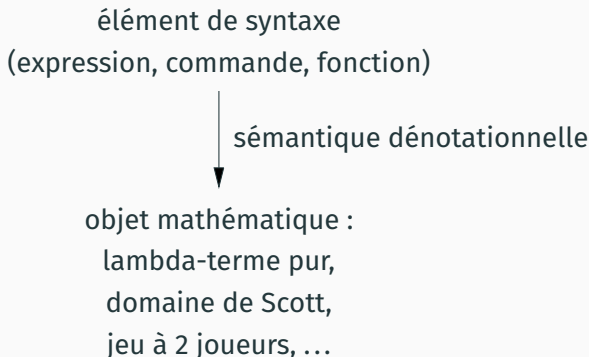 élément de syntaxe
(expression, commande, fonction)
sémantique dénotationnelle
objet mathématique :
lambda-terme pur,
domaine de Scott,
jeu à 2 joueurs, …